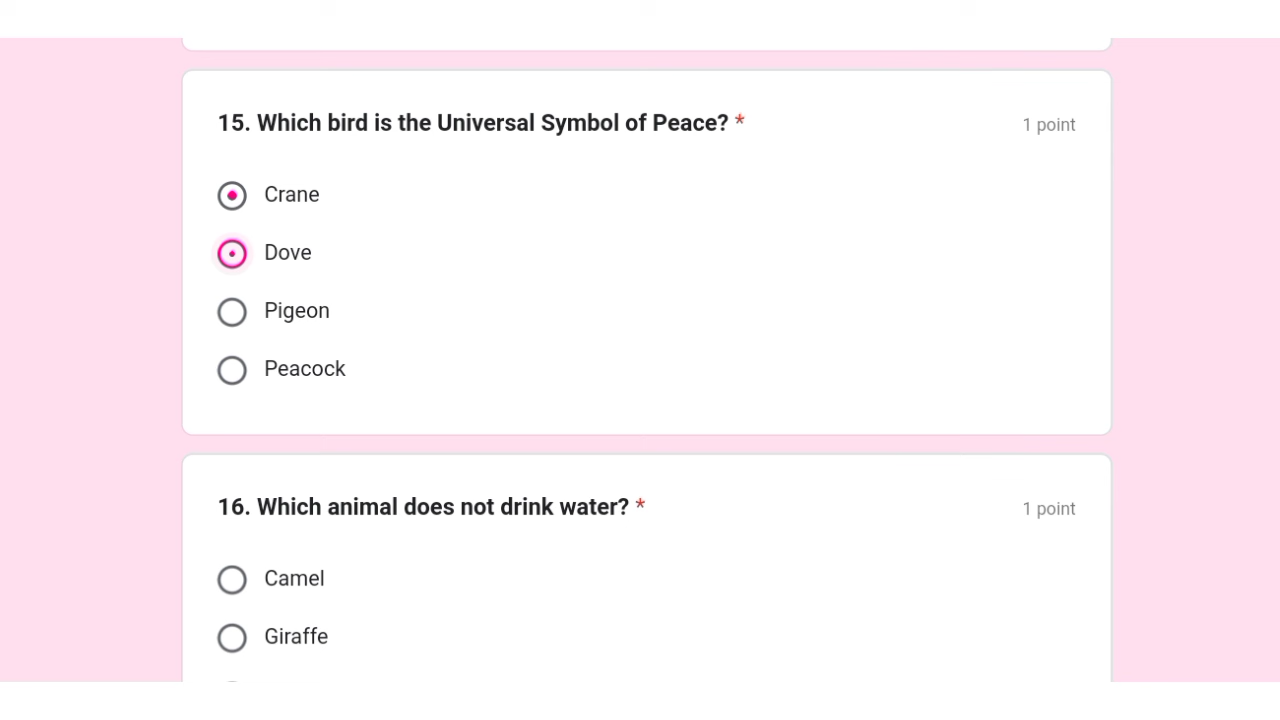 15. Which bird is the Universal Symbol of Peace? *
1 point
Crane
Dove
Pigeon
Peacock
16. Which animal does not drink water? *
1 point
Camel
Giraffe